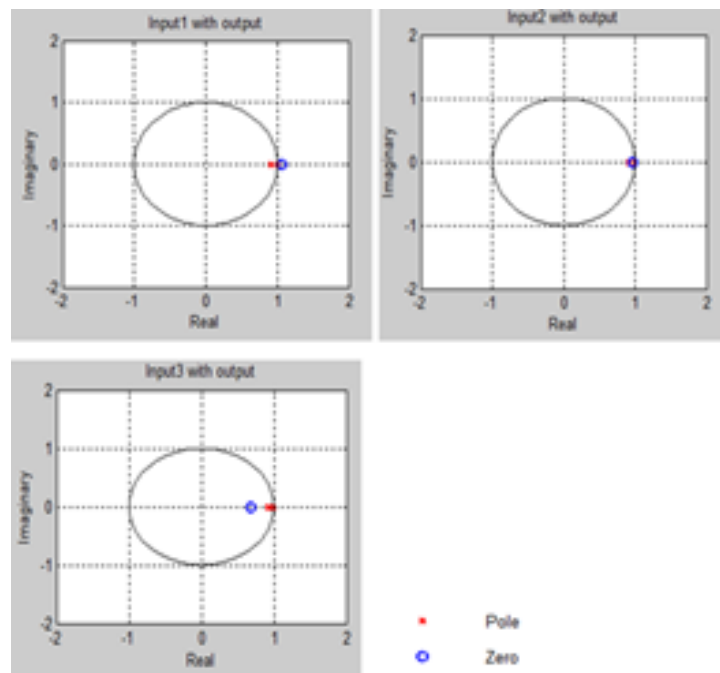 Input1 with output
2
1
0
-1
-2
Imaginary
-2 -1 0 1 2
Real
Input2 with output
2
1
0
-1
-2
Imaginary
-2 -1 0 1 2
Real
Input3 with output
2
1
0
-1
-2
Imaginary
-2 -1 0 1 2
Real
Pole
Zero